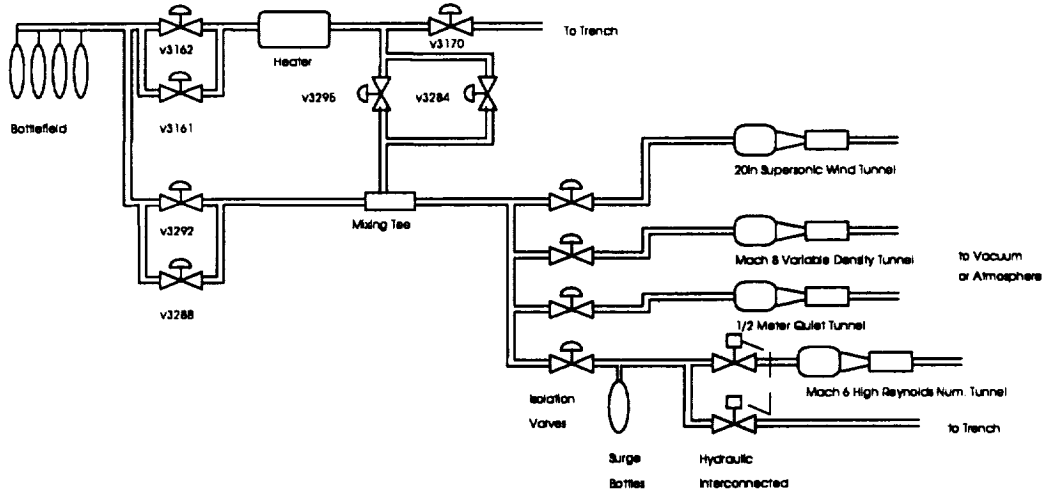 v3162
v3170
To Trench
Heater
v3295
v3284
Bottlefield
v3161
20in Supersonic Wind Tunnel
v3292
Mixing Tee
Mach 8 Variable Density Tunnel
to Vacuum
or Atmosphere
v3288
1/2 Meter Quiet Tunnel
Mach 6 High Reynolds Num. Tunnel
Isolation
Valves
to Trench
Surge
Bottles
Hydraulic
Interconnected